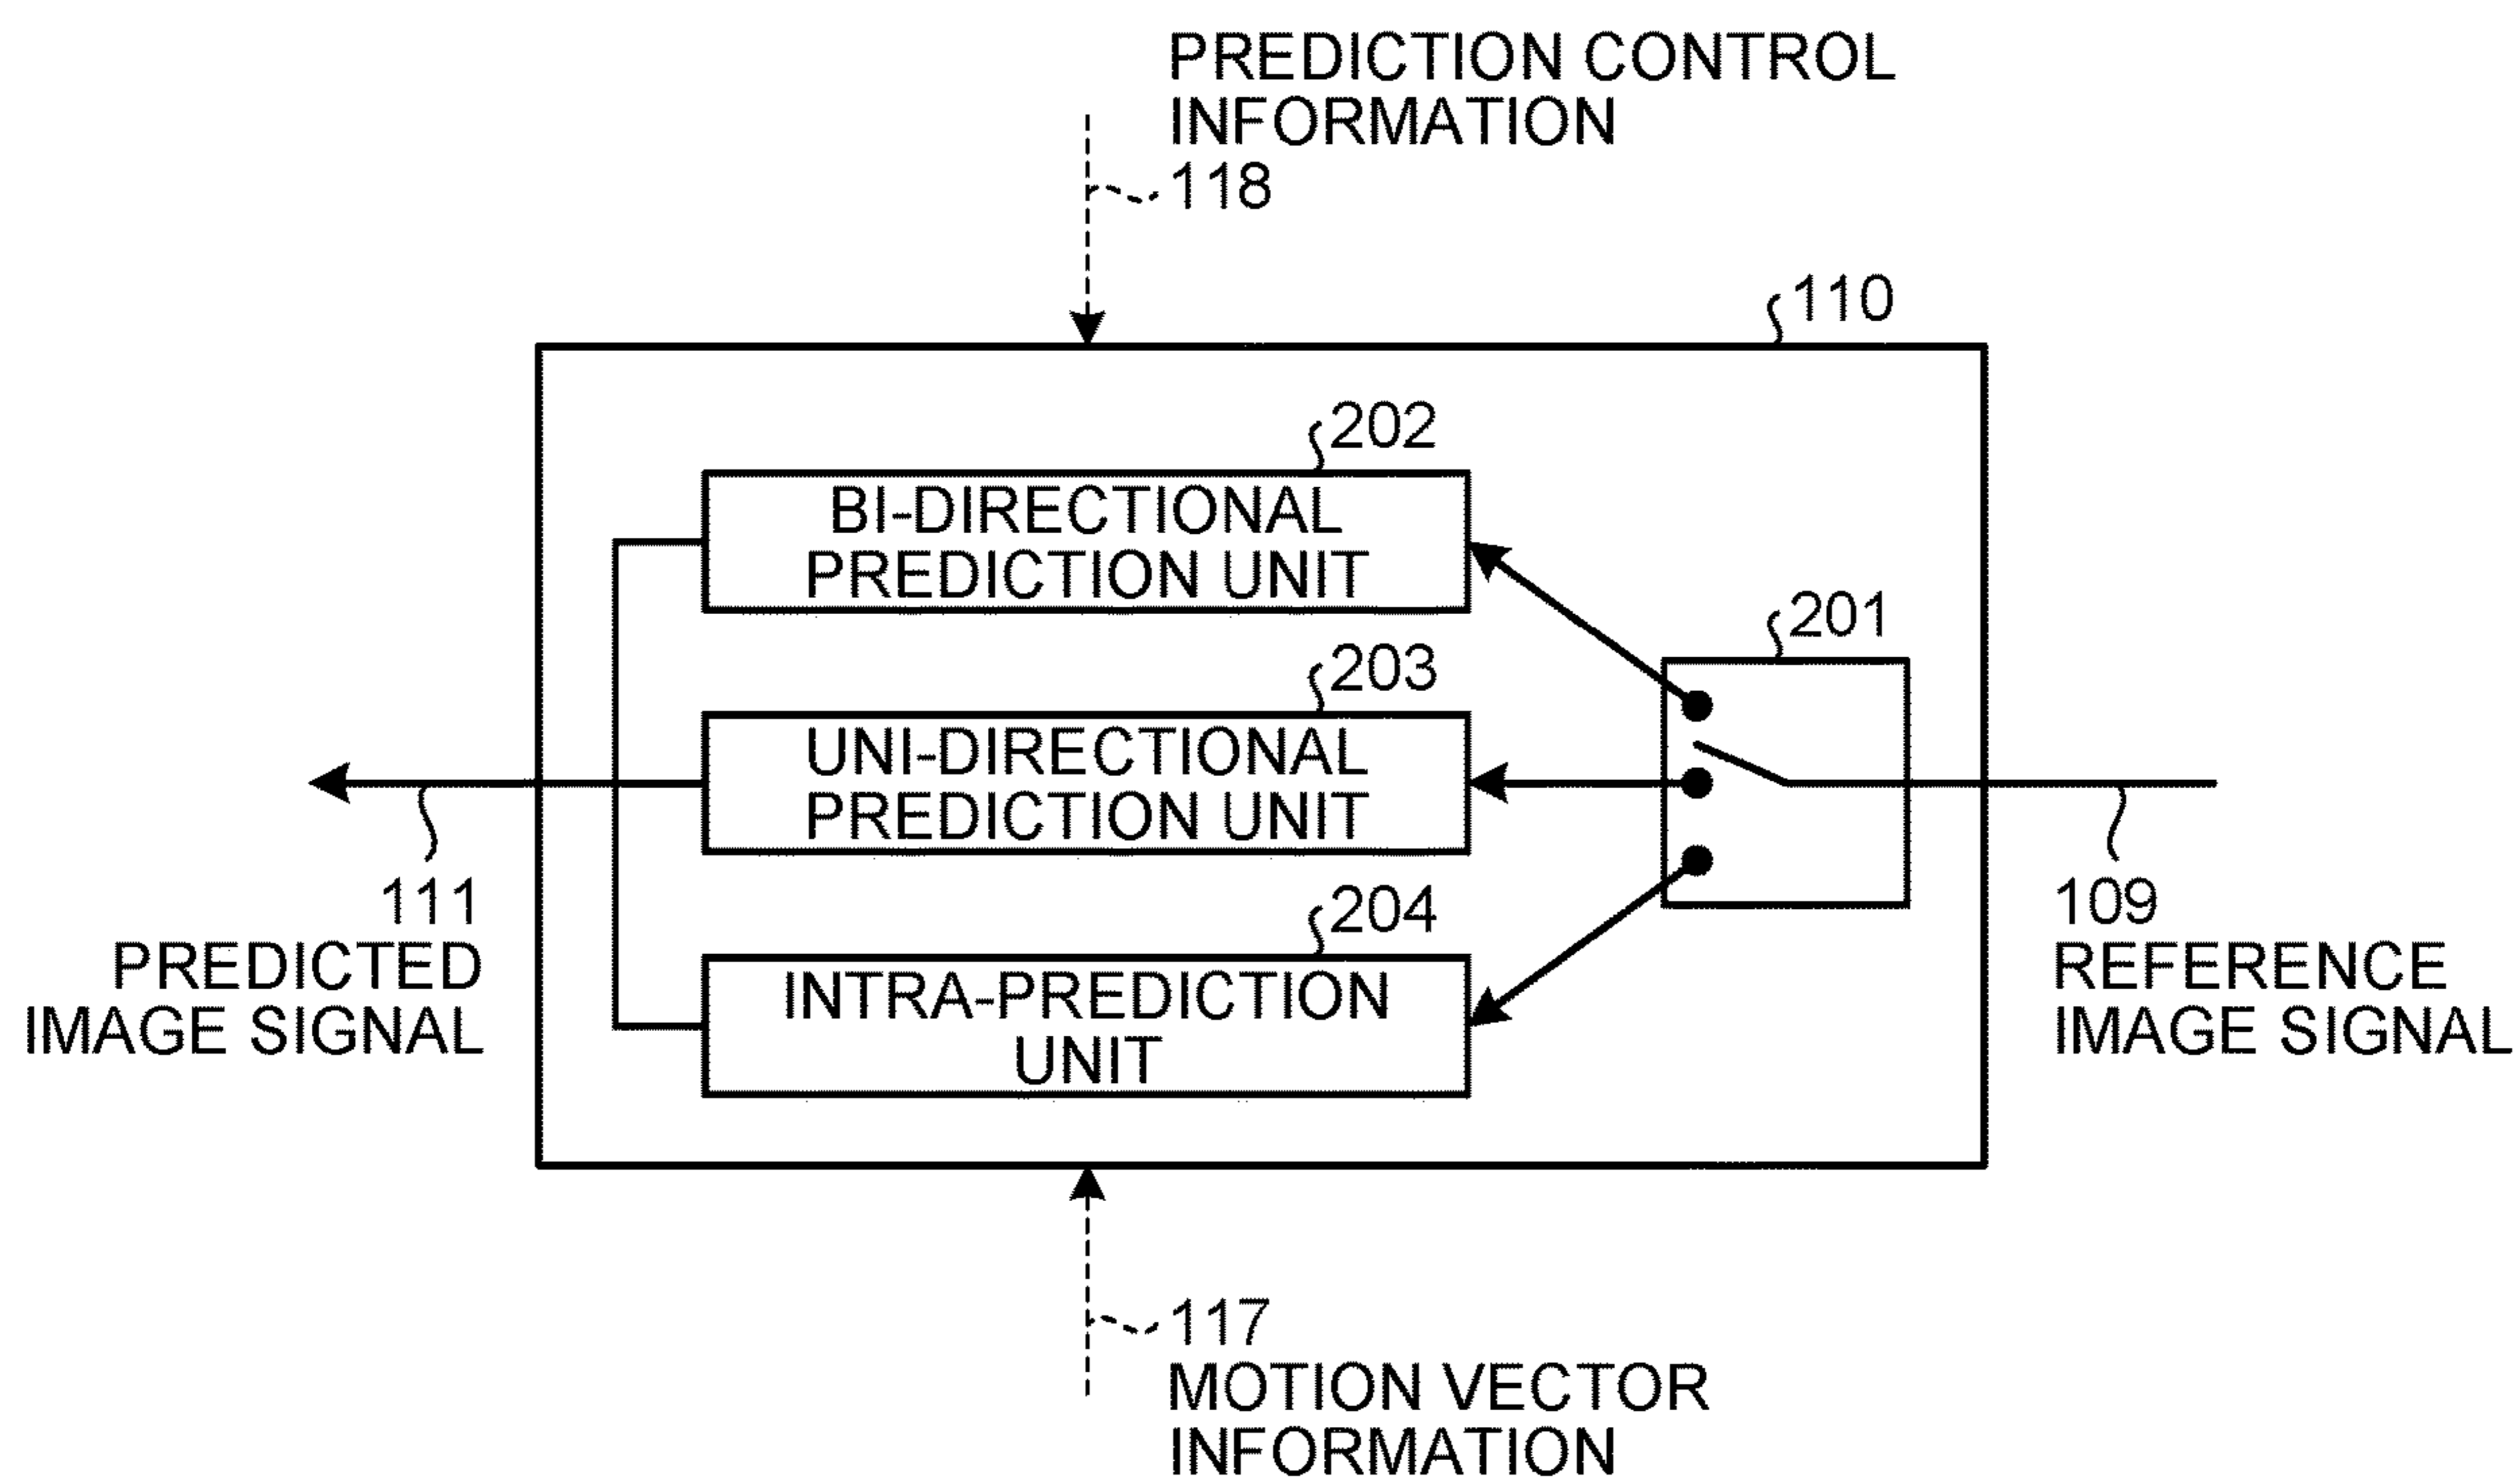 PREDICTION CONTROL
INFORMATION
118
110
202
BI-DIRECTIONAL
PREDICTION UNIT
201
203
UNI-DIRECTIONAL
PREDICTION UNIT
111
PREDICTED
IMAGE SIGNAL
109
REFERENCE
IMAGE SIGNAL
204
INTRA-PREDICTION
UNIT
117
MOTION VECTOR
INFORMATION